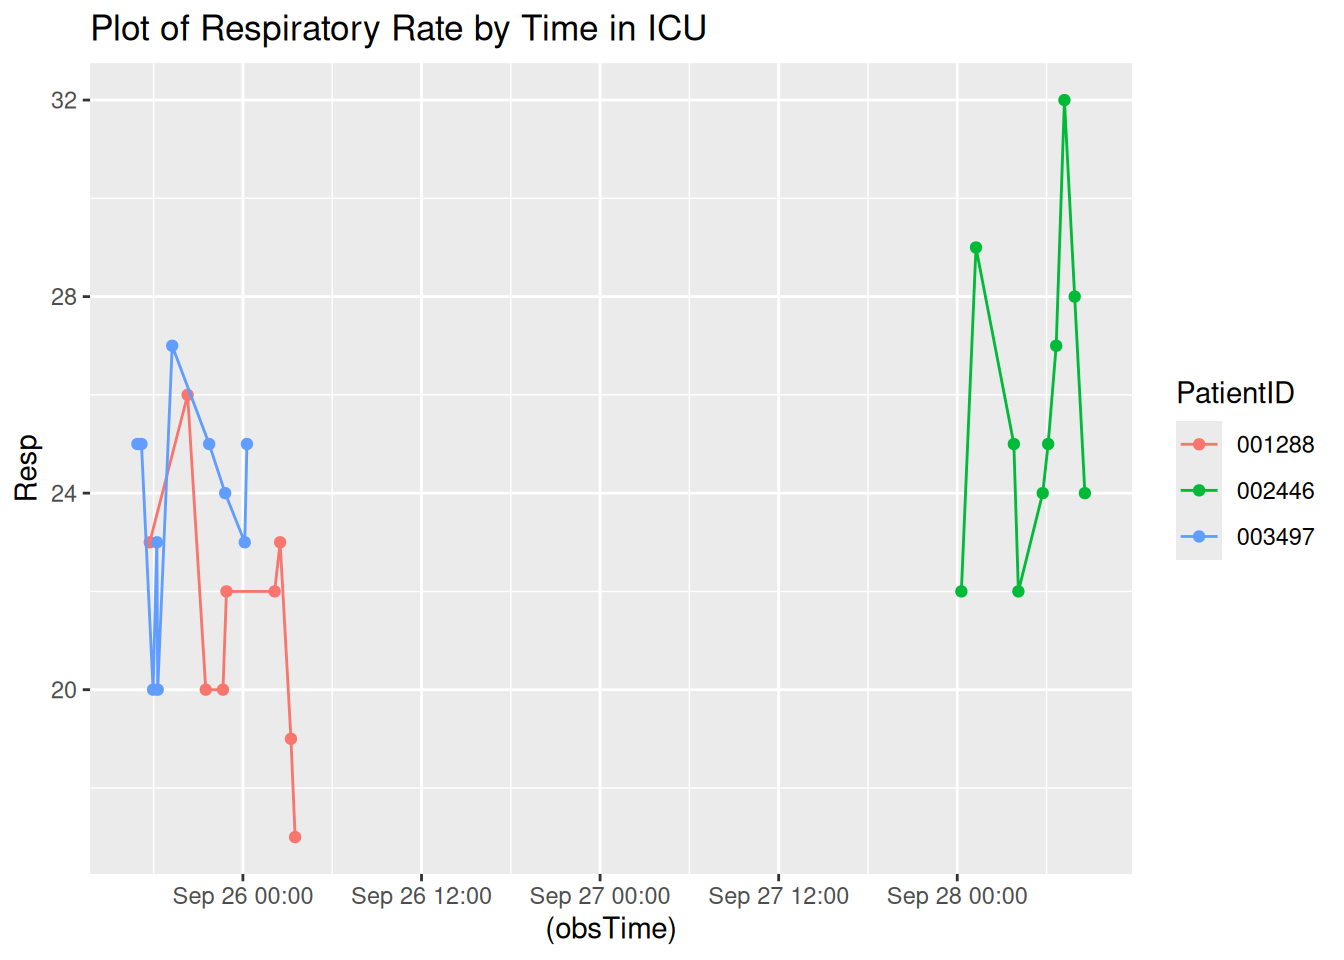 Plot of Respiratory Rate by Time in ICU
32
28
24
20
Resp
Sep 26 00:00 Sep 26 12:00 Sep 27 00:00 Sep 27 12:00 Sep 28 00:00
(obsTime)
PatientID
001288
002446
003497